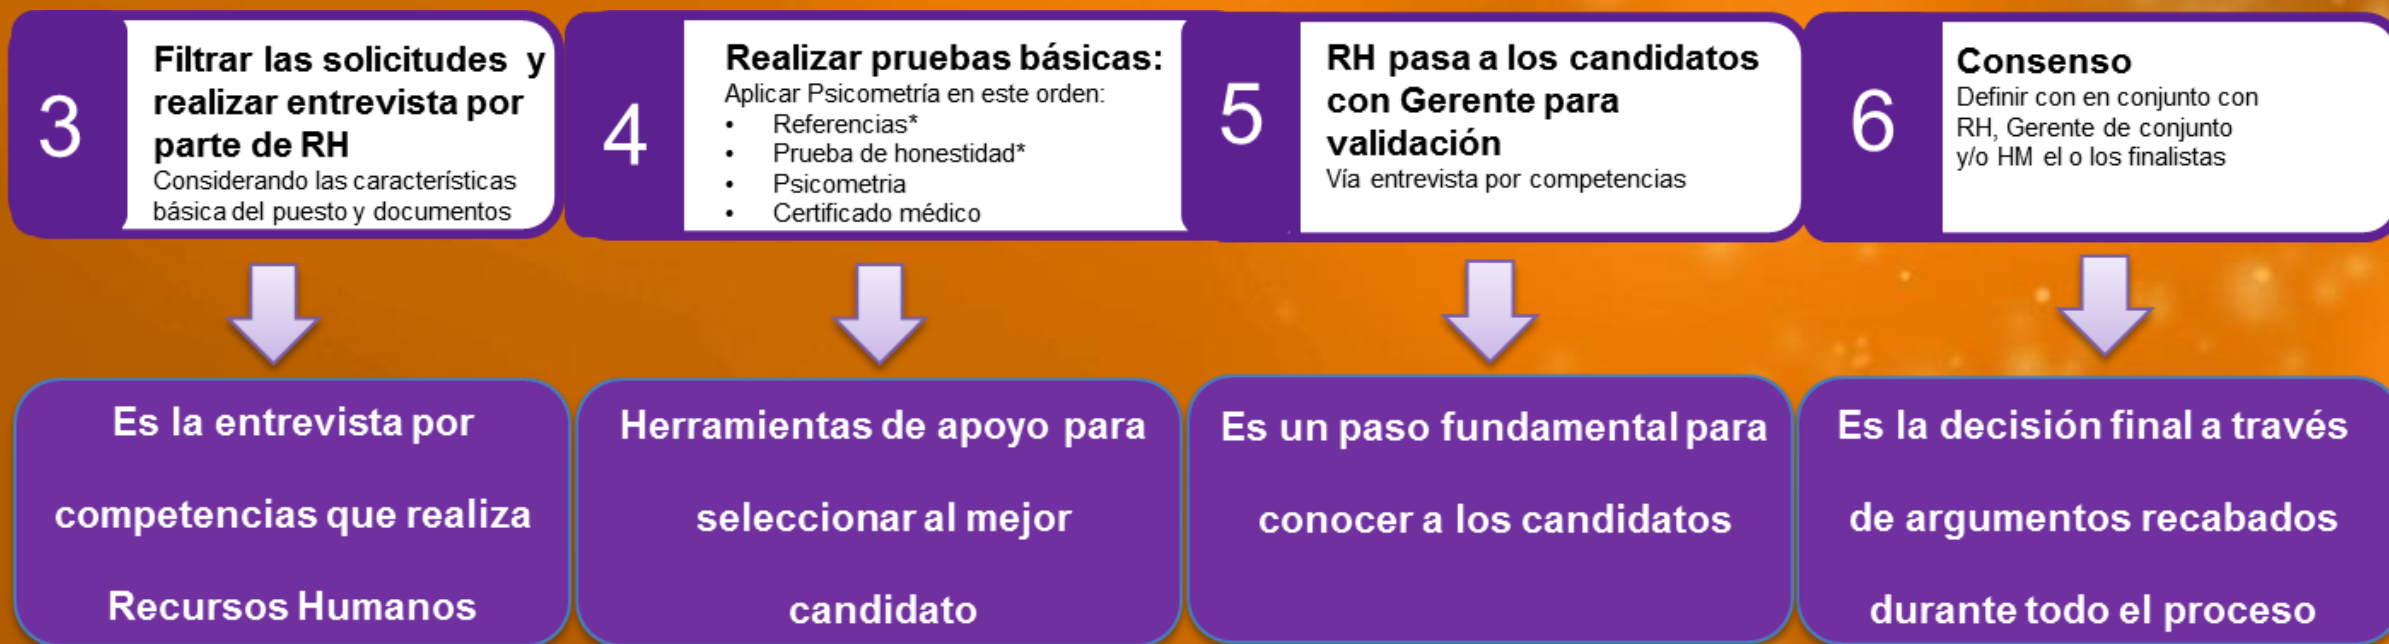 3
Filtrar las solicitudes y
realizar entrevista por
parte de RH
Considerando las características
básica del puesto y documentos
4
Realizar pruebas básicas:
Aplicar Psicometría en este orden:
• Referencias*
• Prueba de honestidad*
• Psicometria
• Certificado médico
5
RH pasa a los candidatos
con Gerente para
validación
Vía entrevista por competencias
6
Consenso
Definir con en conjunto con
RH, Gerente de conjunto
y/o HM el o los finalistas
Es la entrevista por
competencias que realiza
Recursos Humanos
Herramientas de apoyo para
seleccionar al mejor
candidato
Es un paso fundamental para
conocer a los candidatos
Es la decisión final a través
de argumentos recabados
durante todo el proceso